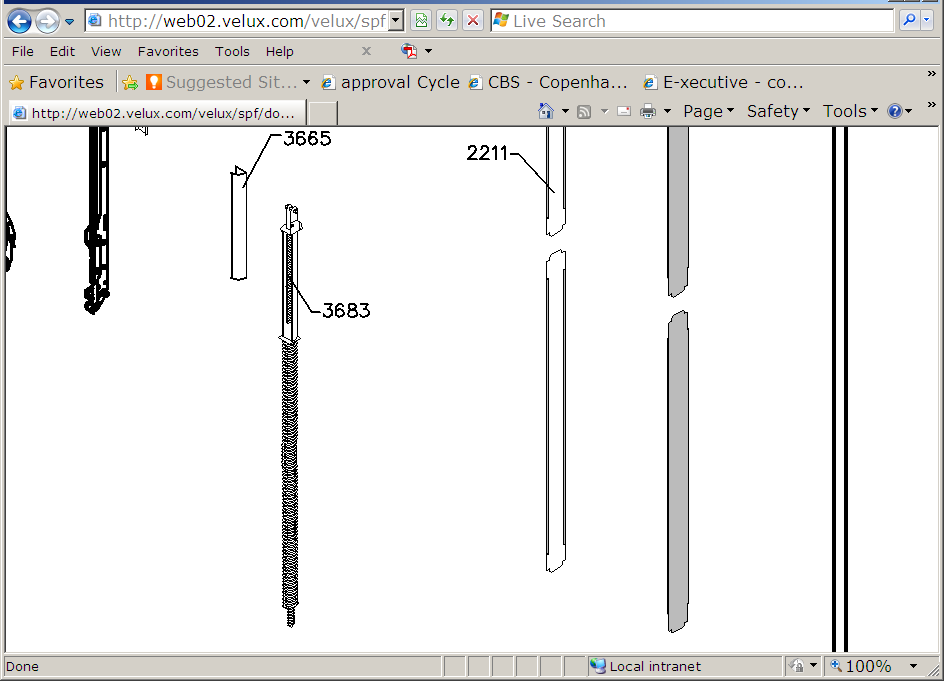 http://web02.velux.com/velux/spf
Live Search
File Edit View Favorites Tools Help x
Favorites Suggested Sit... approval Cycle CBS - Copenha... E-xecutive - co... »
http://web02.velux.com/velux/spf/do... Page Safety Tools »
3665
2211
3683
Done Local intranet 100%